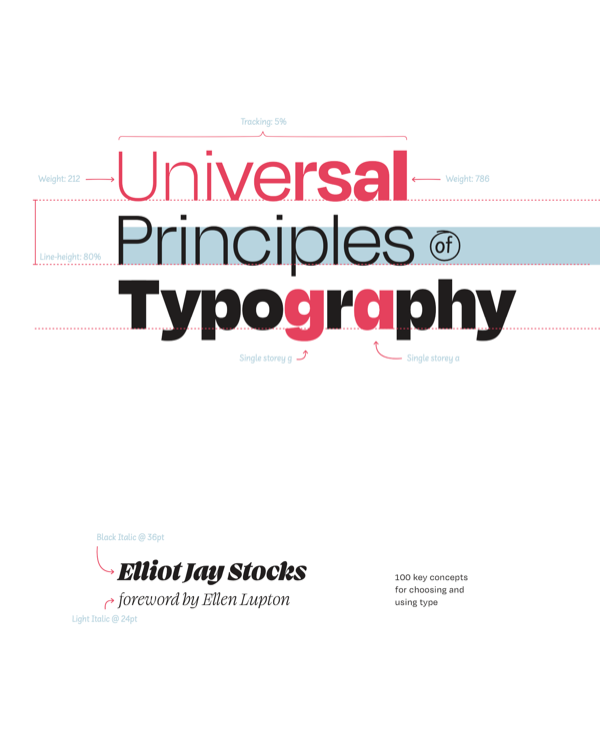 Tracking: 5%
Weight: 212
Universal
Weight: 786
Principles of
Line-height: 80%
Typography
Single storey g
Single storey a
Black Italic @ 36pt
Elliot Jay Stocks
foreword by Ellen Lupton
Light Italic @ 24pt
100 key concepts
for choosing and
using type